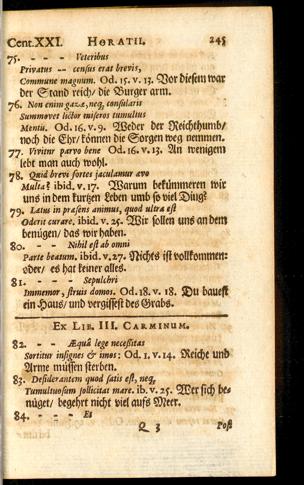 Cent. XXI. HORATII. 245
75. - - - Veteribus
Privatus - - census erat brevis,
Commune magnum. Od. 15. v. 13. Vor diesem war
der Stand reich/ die Burger arm.
76. Non enim gazæ, neq, consularis
Summovet lictor miseros tumultus
Mentis. Od. 16. v. 9. Weder der Reichthumb/
noch die Ehr/ können die Sorgen weg nemmen.
77. Vivitur parvo bene Od. 16. v. 13. An wenigem
lebt man auch wohl.
78. Quid brevi fortes jaculamur ævo
Multa? ibid. v. 17. Warum bekümmeren wir
uns in dem kurtzen Leben umb so viel Ding?
79. Lætus in præsens animus, quod ultra est
Oderit curare. ibid. v. 25. Wir sollen uns an dem
benügen/ das wir haben.
80. - - Nihil est ab omni
Parte beatum. ibid. v. 27. Nichts ist vollkommen:
oder/ es hat keiner alles.
81. - - - Sepulchri
Immemor, struis domos. Od. 18. v. 18. Du bauest
ein Haus/ und vergissest des Grabs.
EX LIB. III. CARMINUM.
82. - - Æquâ lege necessitas
Sortitur insignes & imos: Od. 1. v. 14. Reiche und
Arme müssen sterben.
83. Desiderantem quod satis est, neq,
Tumultuosum sollicitat mare. ib. v. 25. Wer sich be-
nüget/ begehrt nicht viel aufs Meer.
84. - - - Et
Q 3 Post